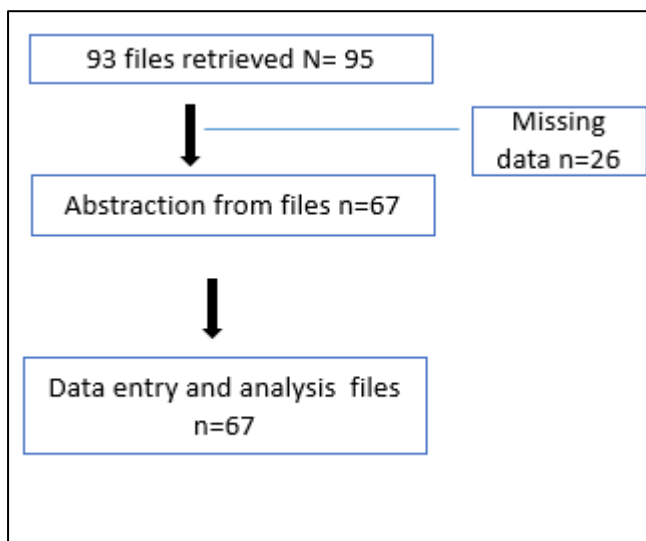 93 files retrieved N= 95
Missing
data n=26
Abstraction from files n=67
Data entry and analysis files
n=67